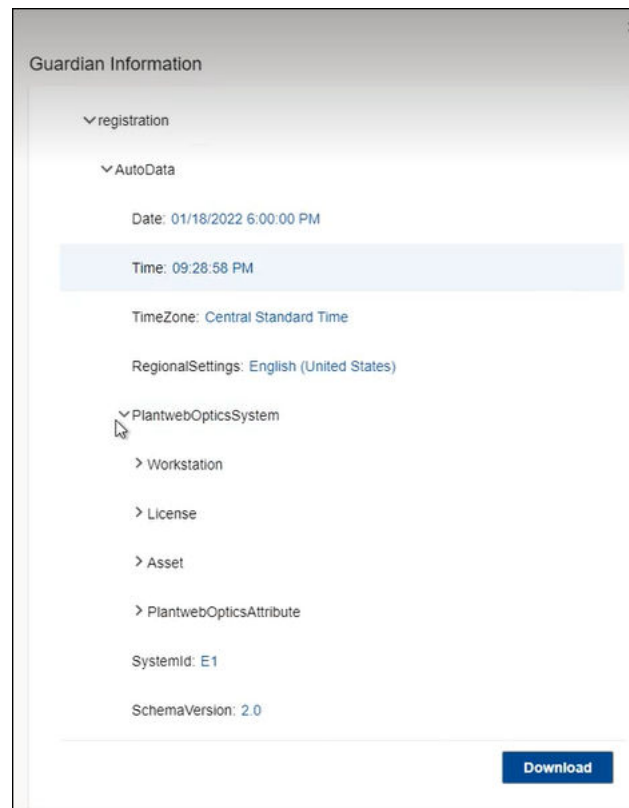 Guardian Information
registration
AutoData
Date: 01/18/2022 6:00:00 PM
Time: 09:28:58 PM
TimeZone: Central Standard Time
RegionalSettings: English (United States)
PlantwebOpticsSystem
Workstation
License
Asset
PlantwebOpticsAttribute
SystemId: E1
SchemaVersion: 2.0
Download